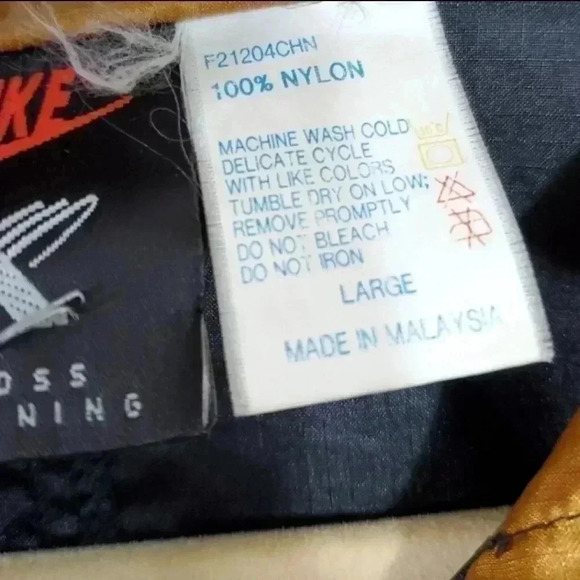 KE
OSS
NING
F21204CHN
100% NYLON
MACHINE WASH COLD
DELICATE CYCLE
WITH LIKE COLORS
TUMBLE DRY ON LOW;
REMOVE PROMPTLY
DO NOT BLEACH
DO NOT IRON
LARGE
MADE IN MALAYSIA